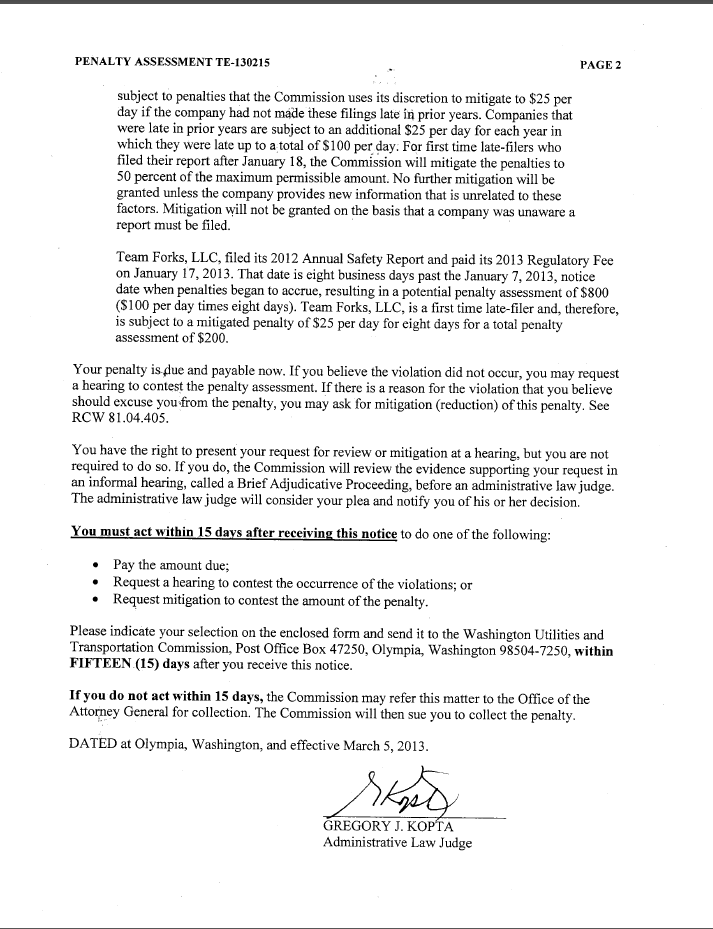 PENALTY ASSESSMENT TE-130215 PAGE 2
subject to penalties that the Commission uses its discretion to mitigate to $25 per
day if the company had not made these filings late in prior years. Companies that
were late in prior years are subject to an additional $25 per day for each year in
which they were late up to a total of $100 per day. For first time late-filers who
filed their report after January 18, the Commission will mitigate the penalties to
50 percent of the maximum permissible amount. No further mitigation will be
granted unless the company provides new information that is unrelated to these
factors. Mitigation will not be granted on the basis that a company was unaware a
report must be filed.
Team Forks, LLC, filed its 2012 Annual Safety Report and paid its 2013 Regulatory Fee
on January 17, 2013. That date is eight business days past the January 7, 2013, notice
date when penalties began to accrue, resulting in a potential penalty assessment of $800
($100 per day times eight days). Team Forks, LLC, is a first time late-filer and, therefore,
is subject to a mitigated penalty of $25 per day for eight days for a total penalty
assessment of $200.
Your penalty is due and payable now. If you believe the violation did not occur, you may request
a hearing to contest the penalty assessment. If there is a reason for the violation that you believe
should excuse you from the penalty, you may ask for mitigation (reduction) of this penalty. See
RCW 81.04.405.
You have the right to present your request for review or mitigation at a hearing, but you are not
required to do so. If you do, the Commission will review the evidence supporting your request in
an informal hearing, called a Brief Adjudicative Proceeding, before an administrative law judge.
The administrative law judge will consider your plea and notify you of his or her decision.
You must act within 15 days after receiving this notice to do one of the following:
• Pay the amount due;
• Request a hearing to contest the occurrence of the violations; or
• Request mitigation to contest the amount of the penalty.
Please indicate your selection on the enclosed form and send it to the Washington Utilities and
Transportation Commission, Post Office Box 47250, Olympia, Washington 98504-7250, within
FIFTEEN (15) days after you receive this notice.
If you do not act within 15 days, the Commission may refer this matter to the Office of the
Attorney General for collection. The Commission will then sue you to collect the penalty.
DATED at Olympia, Washington, and effective March 5, 2013.
GREGORY J. KOPTA
Administrative Law Judge